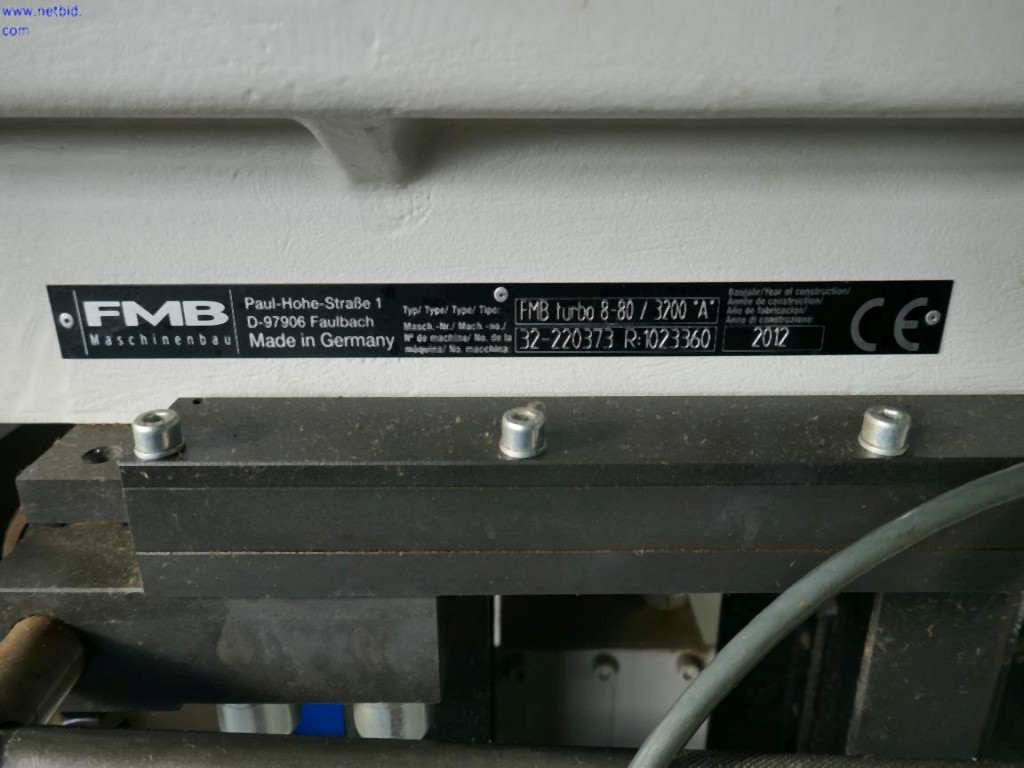 www.netbid.
com
FMB
Maschinenbau
Paul-Hohe-Straße 1
D-97906 Faulbach
Made in Germany
Typ/ Type/ Type/ Tipo:
Masch.-Nr./ Mach.-no./
N° de machine/ No. de la
máquina/ No. macchina:
FMB turbo 8-80 / 3200 "A"
32-220373 R:1023360
Baujahr/Year of construction/
Année de construction/
Año de fabricación/
Anno di construzione
2012
CE